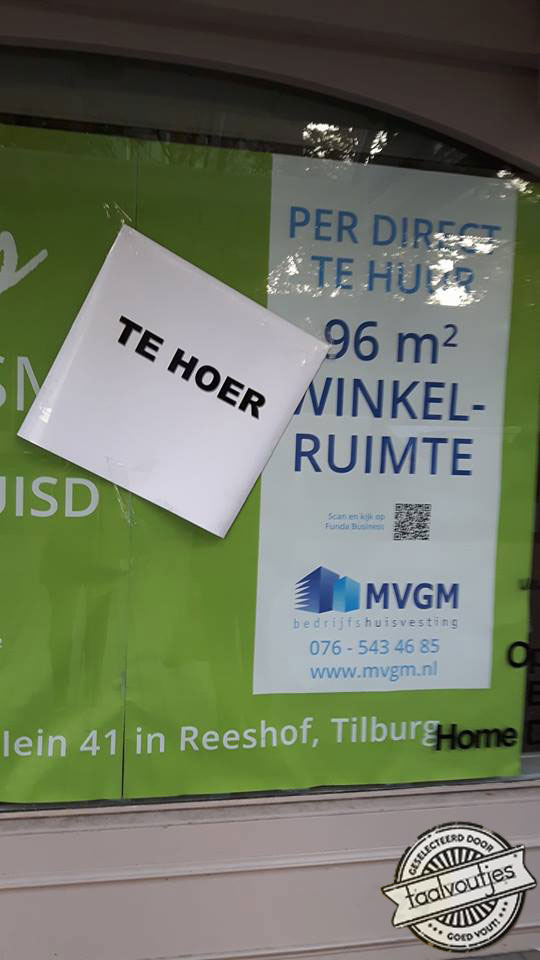 TE HOER
PER DIRECT
TE HUUR
96 m²
WINKEL-
RUIMTE
Scan en kijk op
Funda Business
MVGM
bedrijfshuisvesting
076 - 543 46 85
www.mvgm.nl
UISD
lein 41 in Reeshof, Tilburg
Home
GESELECTEERD DOOR
taalvoutjes
GOED VOUT!